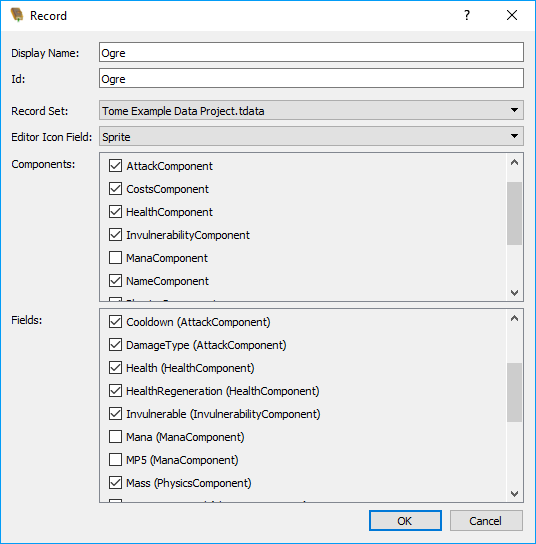 Record
?
Display Name: Ogre
Id: Ogre
Record Set: Tome Example Data Project.tdata
Editor Icon Field: Sprite
Components:
AttackComponent
CostsComponent
HealthComponent
InvulnerabilityComponent
ManaComponent
NameComponent
Fields:
Cooldown (AttackComponent)
DamageType (AttackComponent)
Health (HealthComponent)
HealthRegeneration (HealthComponent)
Invulnerable (InvulnerabilityComponent)
Mana (ManaComponent)
MP5 (ManaComponent)
Mass (PhysicsComponent)
OK Cancel